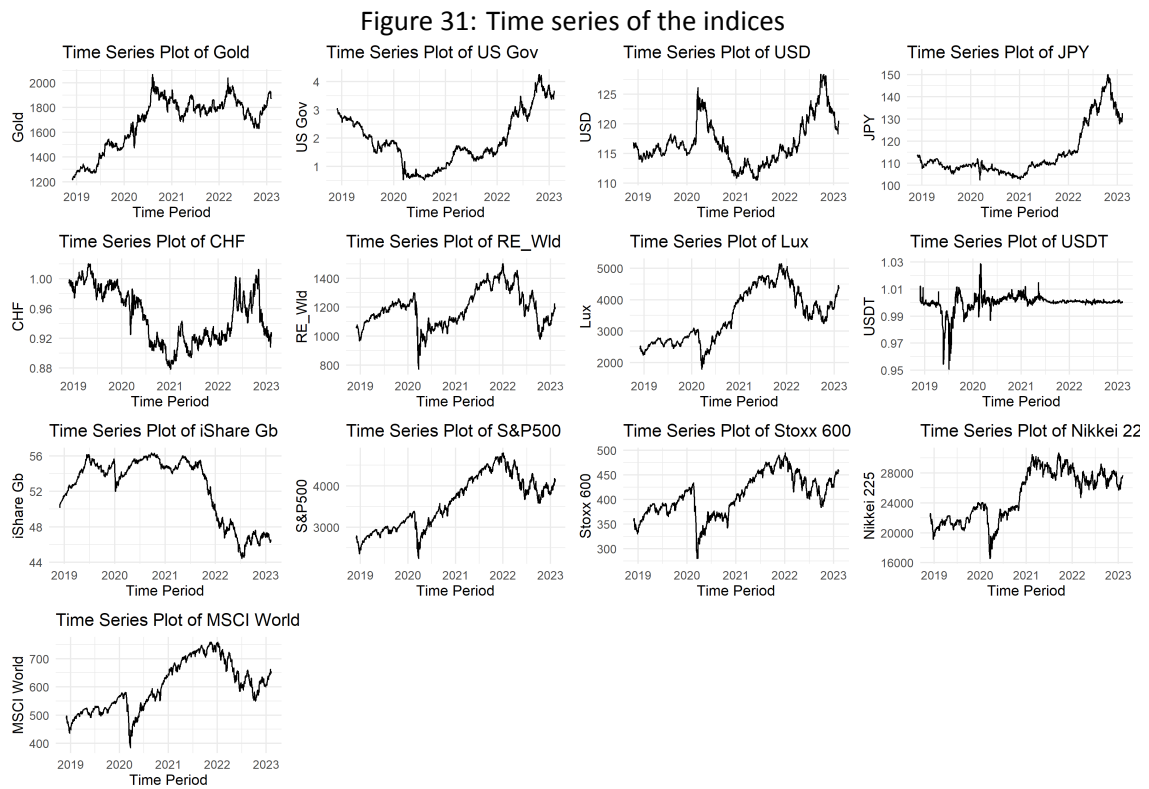 Figure 31: Time series of the indices
Time Series Plot of Gold
Gold
2000
1800
1600
1400
1200
2019 2020 2021 2022 2023
Time Period
Time Series Plot of US Gov
US Gov
4
3
2
1
2019 2020 2021 2022 2023
Time Period
Time Series Plot of USD
USD
125
120
115
110
2019 2020 2021 2022 2023
Time Period
Time Series Plot of JPY
JPY
150
140
130
120
110
100
2019 2020 2021 2022 2023
Time Period
Time Series Plot of CHF
CHF
1.00
0.96
0.92
0.88
2019 2020 2021 2022 2023
Time Period
Time Series Plot of RE_Wld
RE_Wld
1400
1200
1000
800
2019 2020 2021 2022 2023
Time Period
Time Series Plot of Lux
Lux
5000
4000
3000
2000
2019 2020 2021 2022 2023
Time Period
Time Series Plot of USDT
USDT
1.03
1.01
0.99
0.97
0.95
2019 2020 2021 2022 2023
Time Period
Time Series Plot of iShare Gb
iShare Gb
56
52
48
44
2019 2020 2021 2022 2023
Time Period
Time Series Plot of S&P500
S&P500
4000
3000
2019 2020 2021 2022 2023
Time Period
Time Series Plot of Stoxx 600
Stoxx 600
500
450
400
350
300
2019 2020 2021 2022 2023
Time Period
Time Series Plot of Nikkei 22
Nikkei 225
28000
24000
20000
16000
2019 2020 2021 2022 2023
Time Period
Time Series Plot of MSCI World
MSCI World
700
600
500
400
2019 2020 2021 2022 2023
Time Period